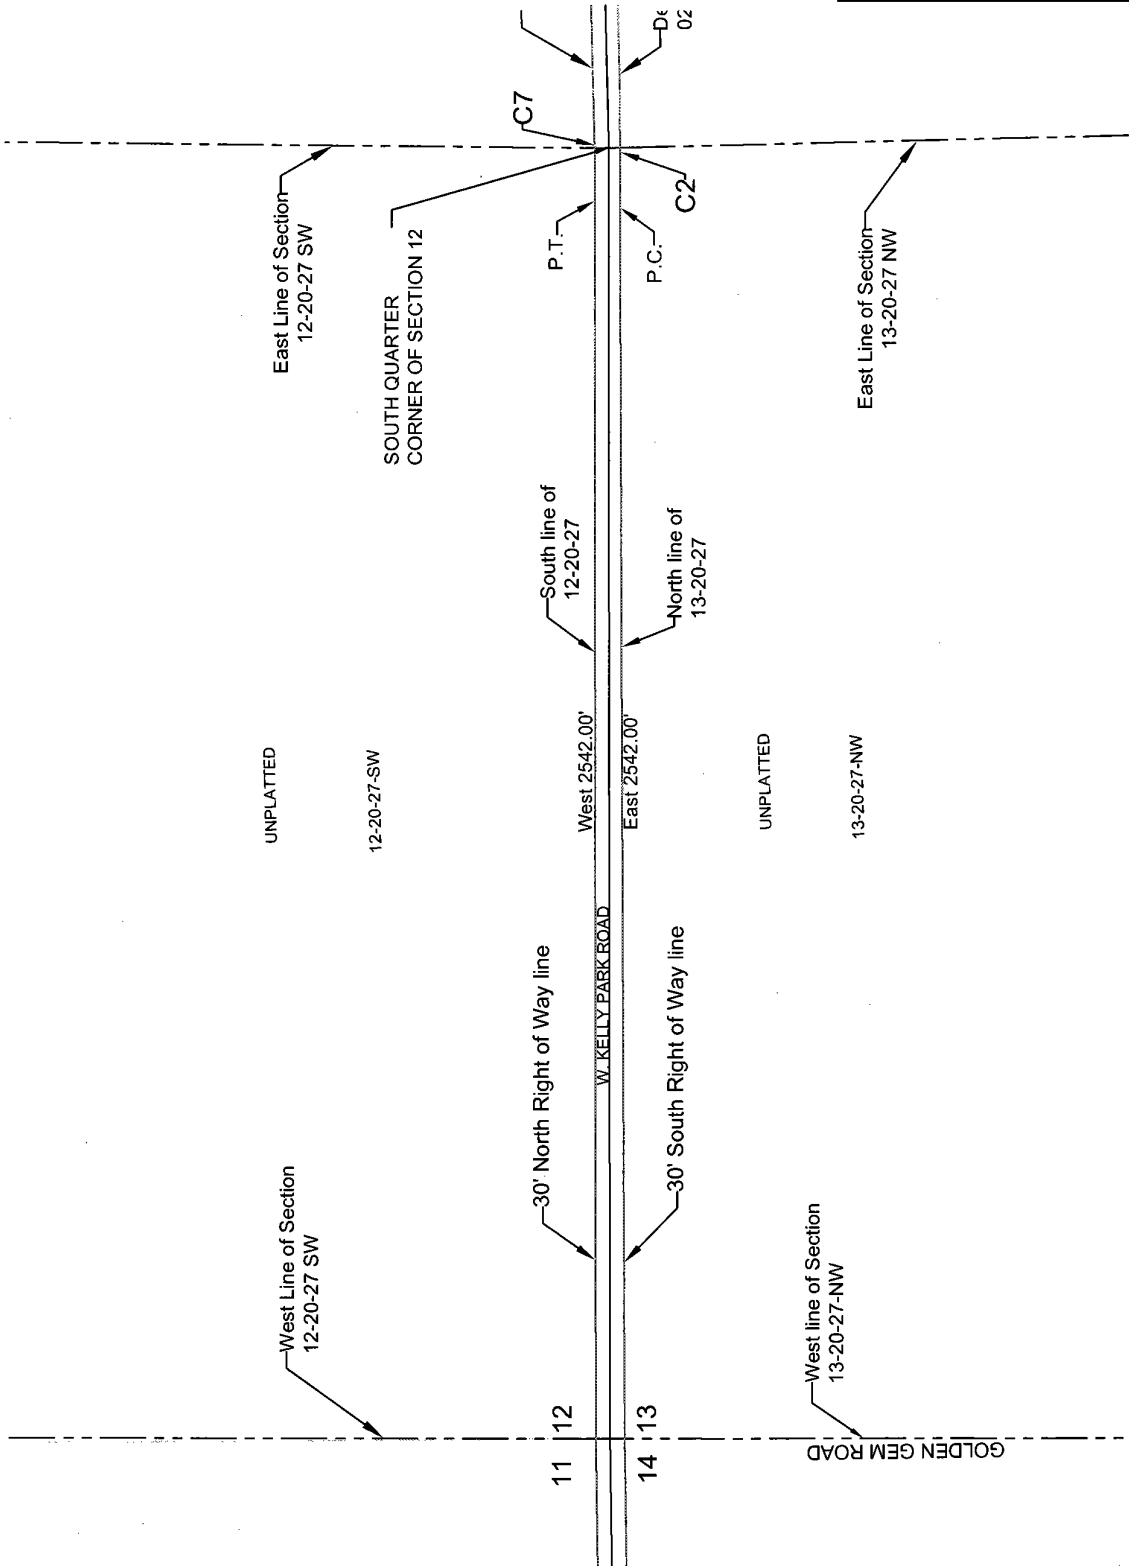 C7
De
02
East Line of Section
12-20-27 SW
SOUTH QUARTER
CORNER OF SECTION 12
P.T.
P.C.
C2
East Line of Section
13-20-27 NW
South line of
12-20-27
North line of
13-20-27
UNPLATTED
12-20-27-SW
West 2542.00'
East 2542.00'
UNPLATTED
13-20-27-NW
30' North Right of Way line
W. KELLY PARK ROAD
30' South Right of Way line
West Line of Section
12-20-27 SW
West line of Section
13-20-27-NW
11
12
14
13
GOLDEN GEM ROAD